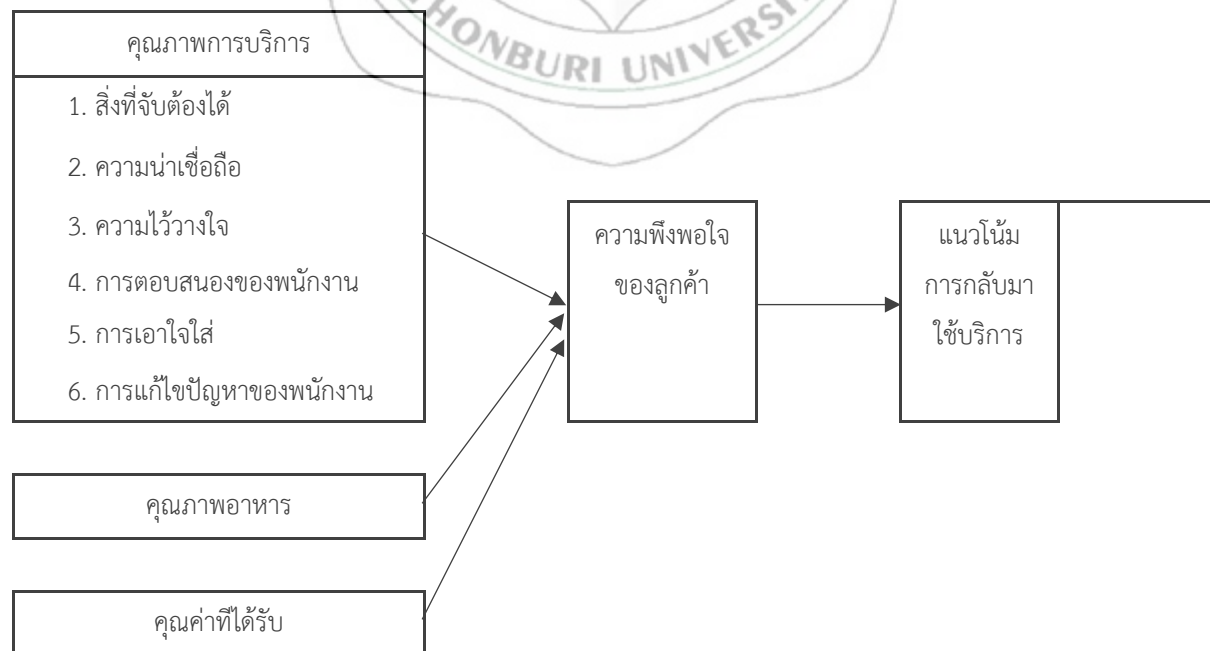 THONBURI UNIVERSI
คุณภาพการบริการ
1. สิ่งที่จับต้องได้
2. ความน่าเชื่อถือ
3. ความไว้วางใจ
4. การตอบสนองของพนักงาน
5. การเอาใจใส่
6. การแก้ไขปัญหาของพนักงาน
ความพึงพอใจ
ของลูกค้า
แนวโน้ม
การกลับมา
ใช้บริการ
คุณภาพอาหาร
คุณค่าที่ได้รับ